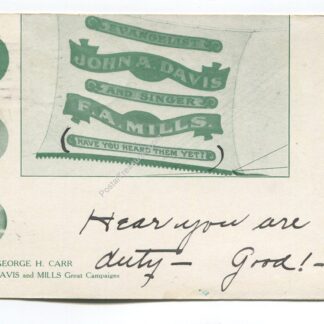 EVANGELIST
JOHN A. DAVIS
AND SINGER
F. A. MILLS.
(HAVE YOU HEARD THEM YET?)
GEORGE H. CARR
DAVIS and MILLS Great Campaigns
Hear you are
duty - Good! -